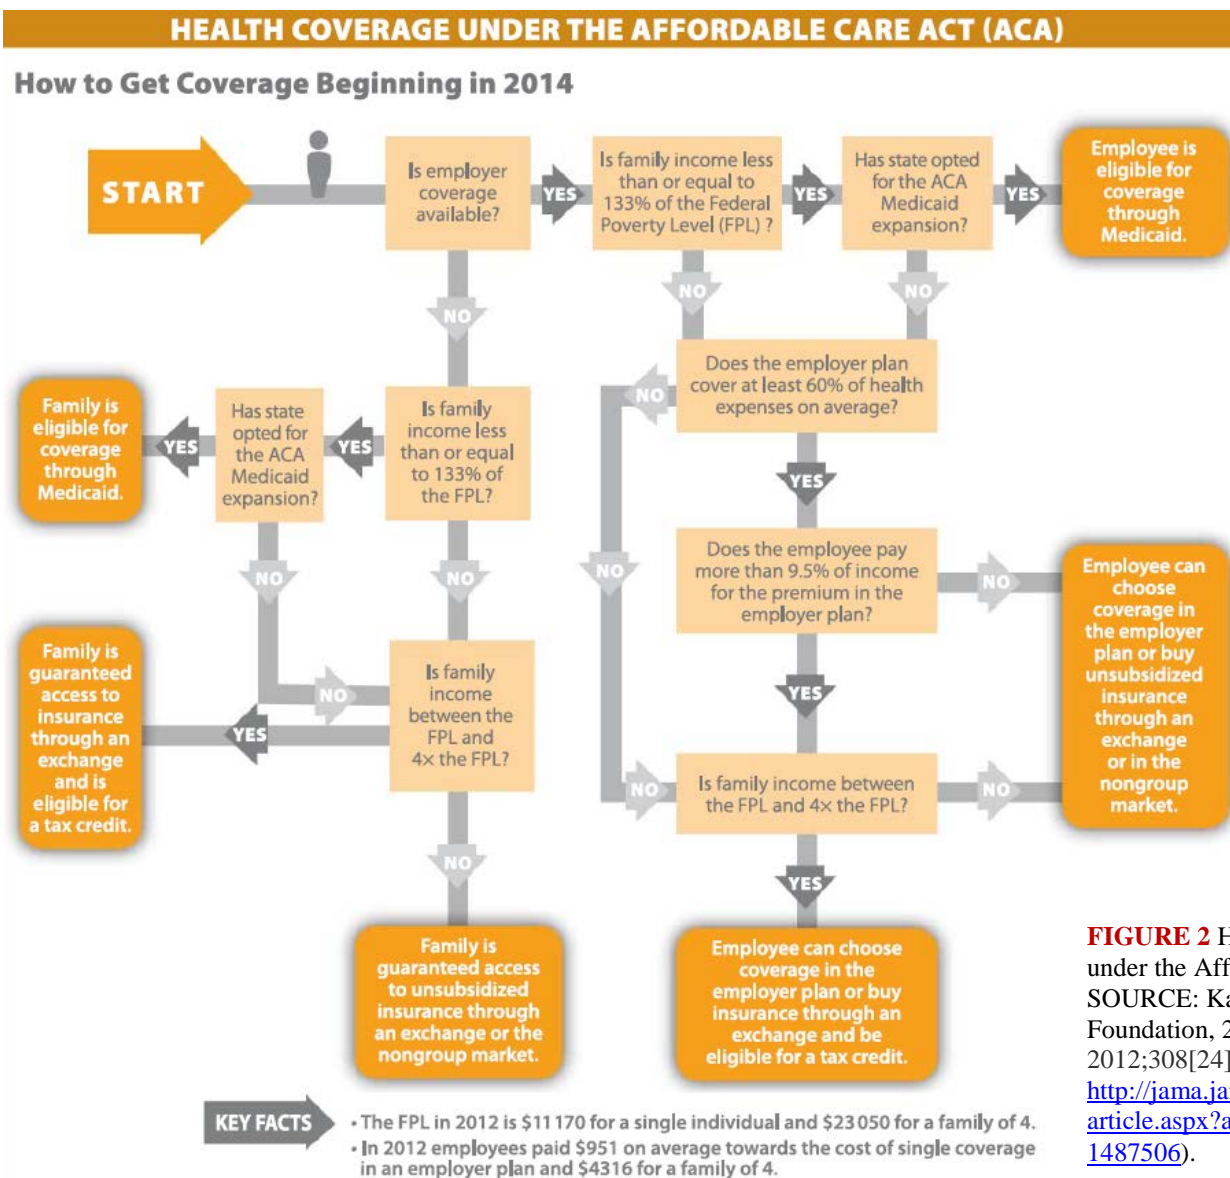 HEALTH COVERAGE UNDER THE AFFORDABLE CARE ACT (ACA)
How to Get Coverage Beginning in 2014
START
Is employer
coverage
available?
YES
Is family income less
than or equal to
133% of the Federal
Poverty Level (FPL) ?
YES
Has state opted
for the ACA
Medicaid
expansion?
YES
Employee is
eligible for
coverage
through
Medicaid.
NO
NO
NO
Does the employer plan
cover at least 60% of health
expenses on average?
NO
Family is
eligible for
coverage
through
Medicaid.
YES
Has state
opted for
the ACA
Medicaid
expansion?
YES
Is family
income less
than or equal
to 133% of
the FPL?
YES
NO
NO
NO
Does the employee pay
more than 9.5% of income
for the premium in the
employer plan?
NO
Employee can
choose
coverage in
the employer
plan or buy
unsubsidized
insurance
through an
exchange
or in the
nongroup
market.
Family is
guaranteed
access to
insurance
through an
exchange
and is
eligible for
a tax credit.
YES
NO
Is family
income
between the
FPL and
4× the FPL?
YES
NO
Is family income between
the FPL and 4× the FPL?
NO
NO
YES
Family is
guaranteed access
to unsubsidized
insurance through
an exchange or the
nongroup market.
Employee can choose
coverage in the
employer plan or buy
insurance through an
exchange and be
eligible for a tax credit.
FIGURE 2 H
under the Aff
SOURCE: Ka
Foundation, 2
2012;308[24]
http://jama.ja
article.aspx?a
1487506).
KEY FACTS
• The FPL in 2012 is $11170 for a single individual and $23050 for a family of 4.
• In 2012 employees paid $951 on average towards the cost of single coverage
in an employer plan and $4316 for a family of 4.